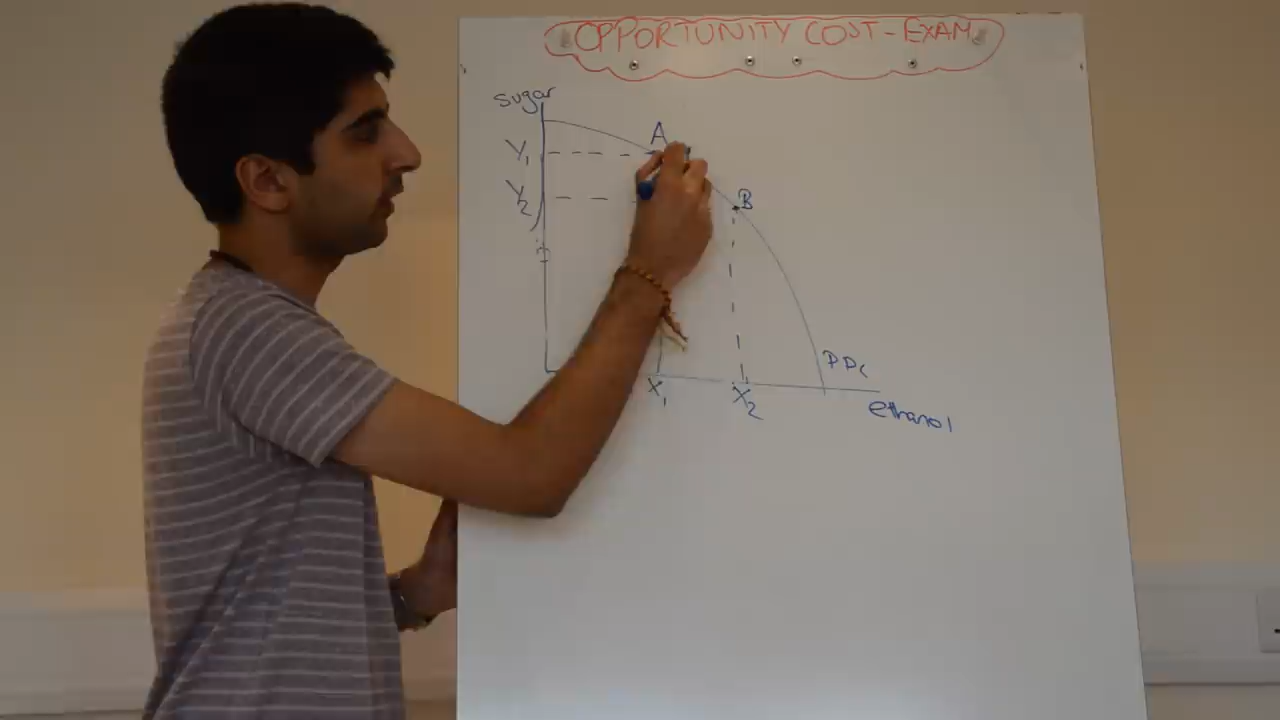 OPPORTUNITY COST - EXAM
sugar
A
Y1
Y2
B
PPC
X1
X2
ethanol